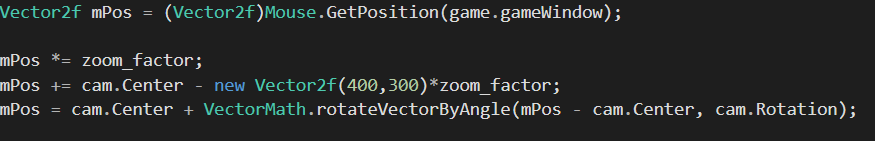 Vector2f mPos = (Vector2f)Mouse.GetPosition(game.gameWindow);
mPos *= zoom_factor;
mPos += cam.Center - new Vector2f(400,300)*zoom_factor;
mPos = cam.Center + VectorMath.rotateVectorByAngle(mPos - cam.Center, cam.Rotation);